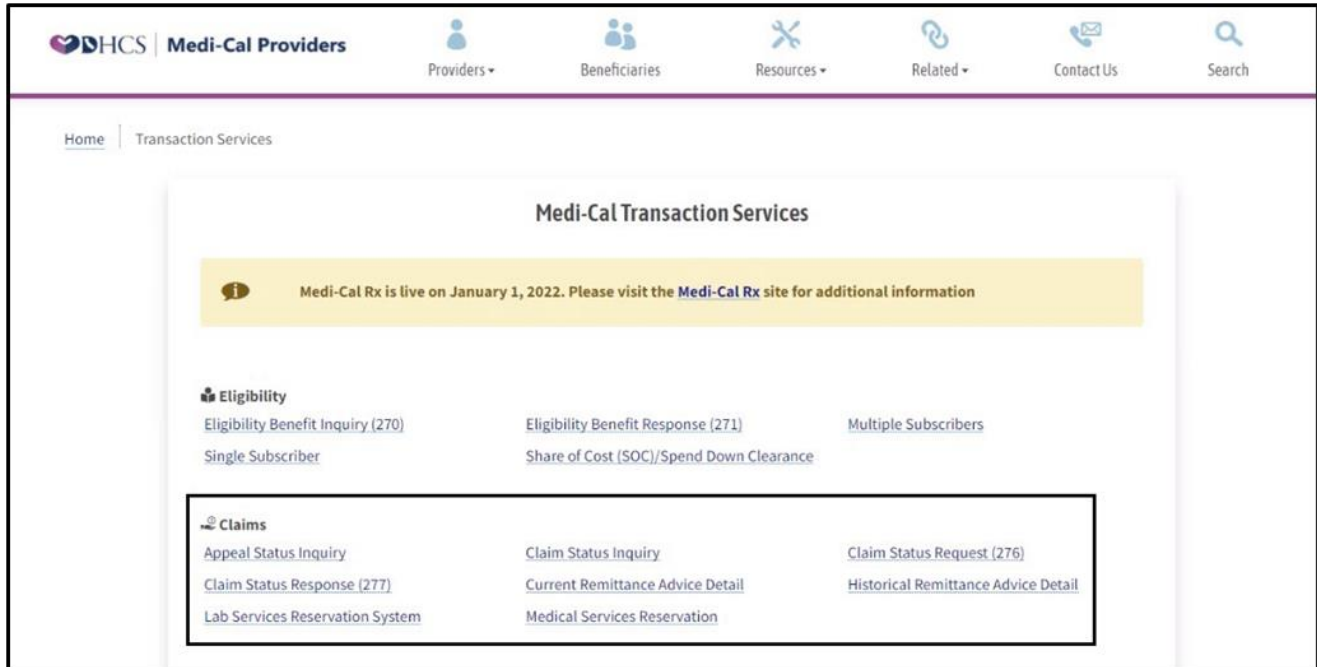 DHCS | Medi-Cal Providers
Providers Beneficiaries Resources Related Contact Us Search
Home | Transaction Services
Medi-Cal Transaction Services
Medi-Cal Rx is live on January 1, 2022. Please visit the Medi-Cal Rx site for additional information
Eligibility
Eligibility Benefit Inquiry (270) Eligibility Benefit Response (271) Multiple Subscribers
Single Subscriber Share of Cost (SOC)/Spend Down Clearance
Claims
Appeal Status Inquiry Claim Status Inquiry Claim Status Request (276)
Claim Status Response (277) Current Remittance Advice Detail Historical Remittance Advice Detail
Lab Services Reservation System Medical Services Reservation